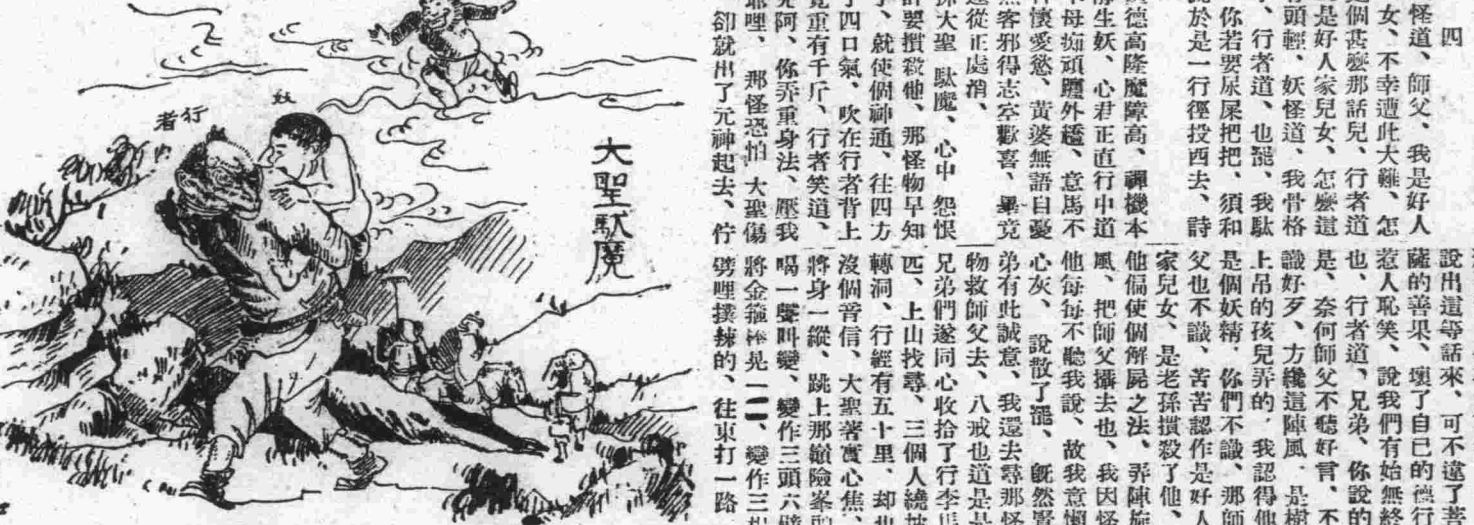 四
怪道、師父、我是好人
女、不幸遭此大難、怎
個甚麼那話兒、行者道
是好人家兒女、怎麼這
頭輕、妖怪道、我骨格
、行者道、也罷、我馱
你若要尿屎把把、須和
於是一行徑投西去、詩
德高隆魔障高、禪機本
生妖、心君正直行中道
母痴頑躧外趫、意馬不
懷愛慾、黃婆無語自憂
客邪得志空歡喜、畢竟
從正處消、
大聖 馱魔、心中 怨恨
計要摜殺他、那怪物早知
、就使個神通、往四方
了四口氣、吹在行者背上
覺重有千斤、行者笑道、
兒阿、你弄重身法、壓我
爺哩、那怪恐怕 大聖傷
卻就出了元神起去、佇
說出這等話來、可不違了菩
薩的善果、壞了自已的德行
惹人恥笑、說我們有始無終
也、行者道、兄弟、你說的
是、奈何師父不聽好言、不
識好歹、方纔這陣風、是樹
上吊的孩兒弄的、我認得他
是個妖精、你們不識、那師
父也不識、苦苦認作是好人
家兒女、是老孫摜殺了他、
他徧使個解屍之法、弄陣旋
風、把師父攝去也、我因怪
他每每不聽我說、故我意懶
心灰、 說散了罷、 旣然賢
弟有此誠意、我還去尋那怪
物救師父去、八戒也道是是
兄弟們遂同心收拾了行李馬
匹、上山找尋、三個人繞
轉洞、行經有五十里、却也
沒個善信、大聖著實心焦、
將身一縱、跳上那巔險峯頭
喝一聲叫變、變作三頭六臂
將金箍棒晃一一、變作三根
劈哩撲辣的、往東打一路
大聖馱魔
妖
行者